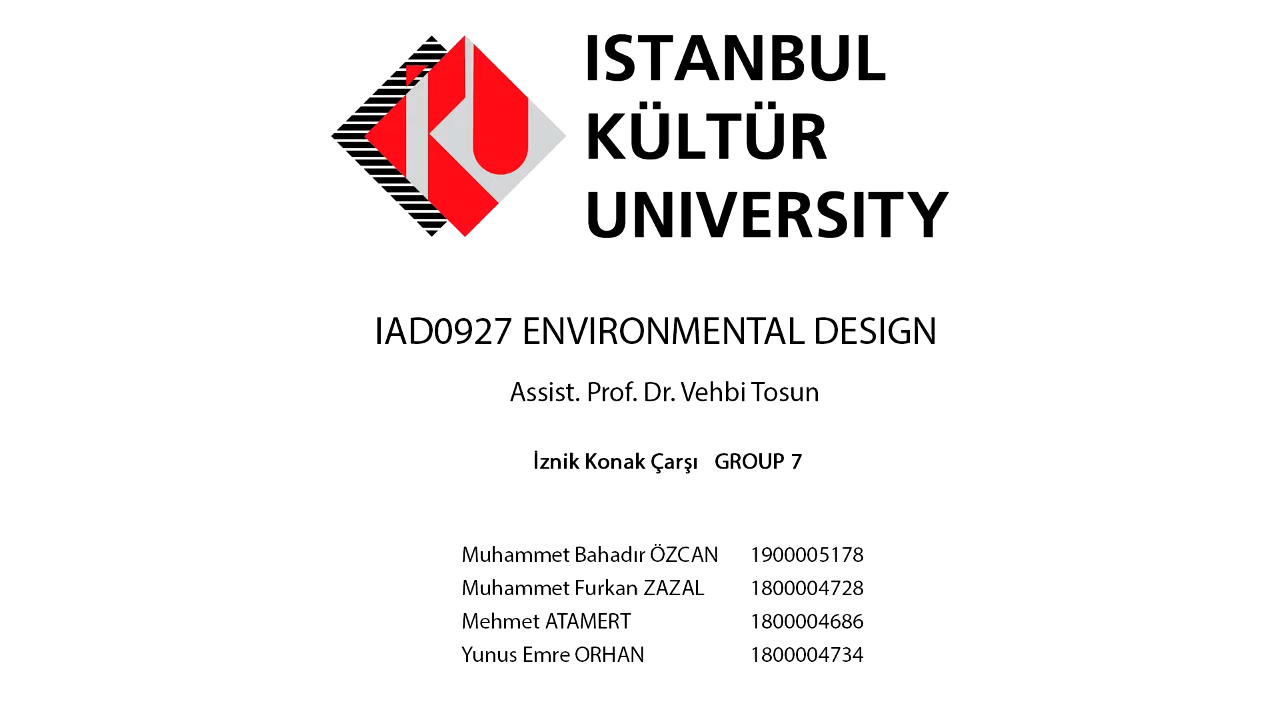 ISTANBUL
KÜLTÜR
UNIVERSITY
IAD0927 ENVIRONMENTAL DESIGN
Assist. Prof. Dr. Vehbi Tosun
İznik Konak Çarşı GROUP 7
Muhammet Bahadır ÖZCAN 1900005178
Muhammet Furkan ZAZAL 1800004728
Mehmet ATAMERT 1800004686
Yunus Emre ORHAN 1800004734